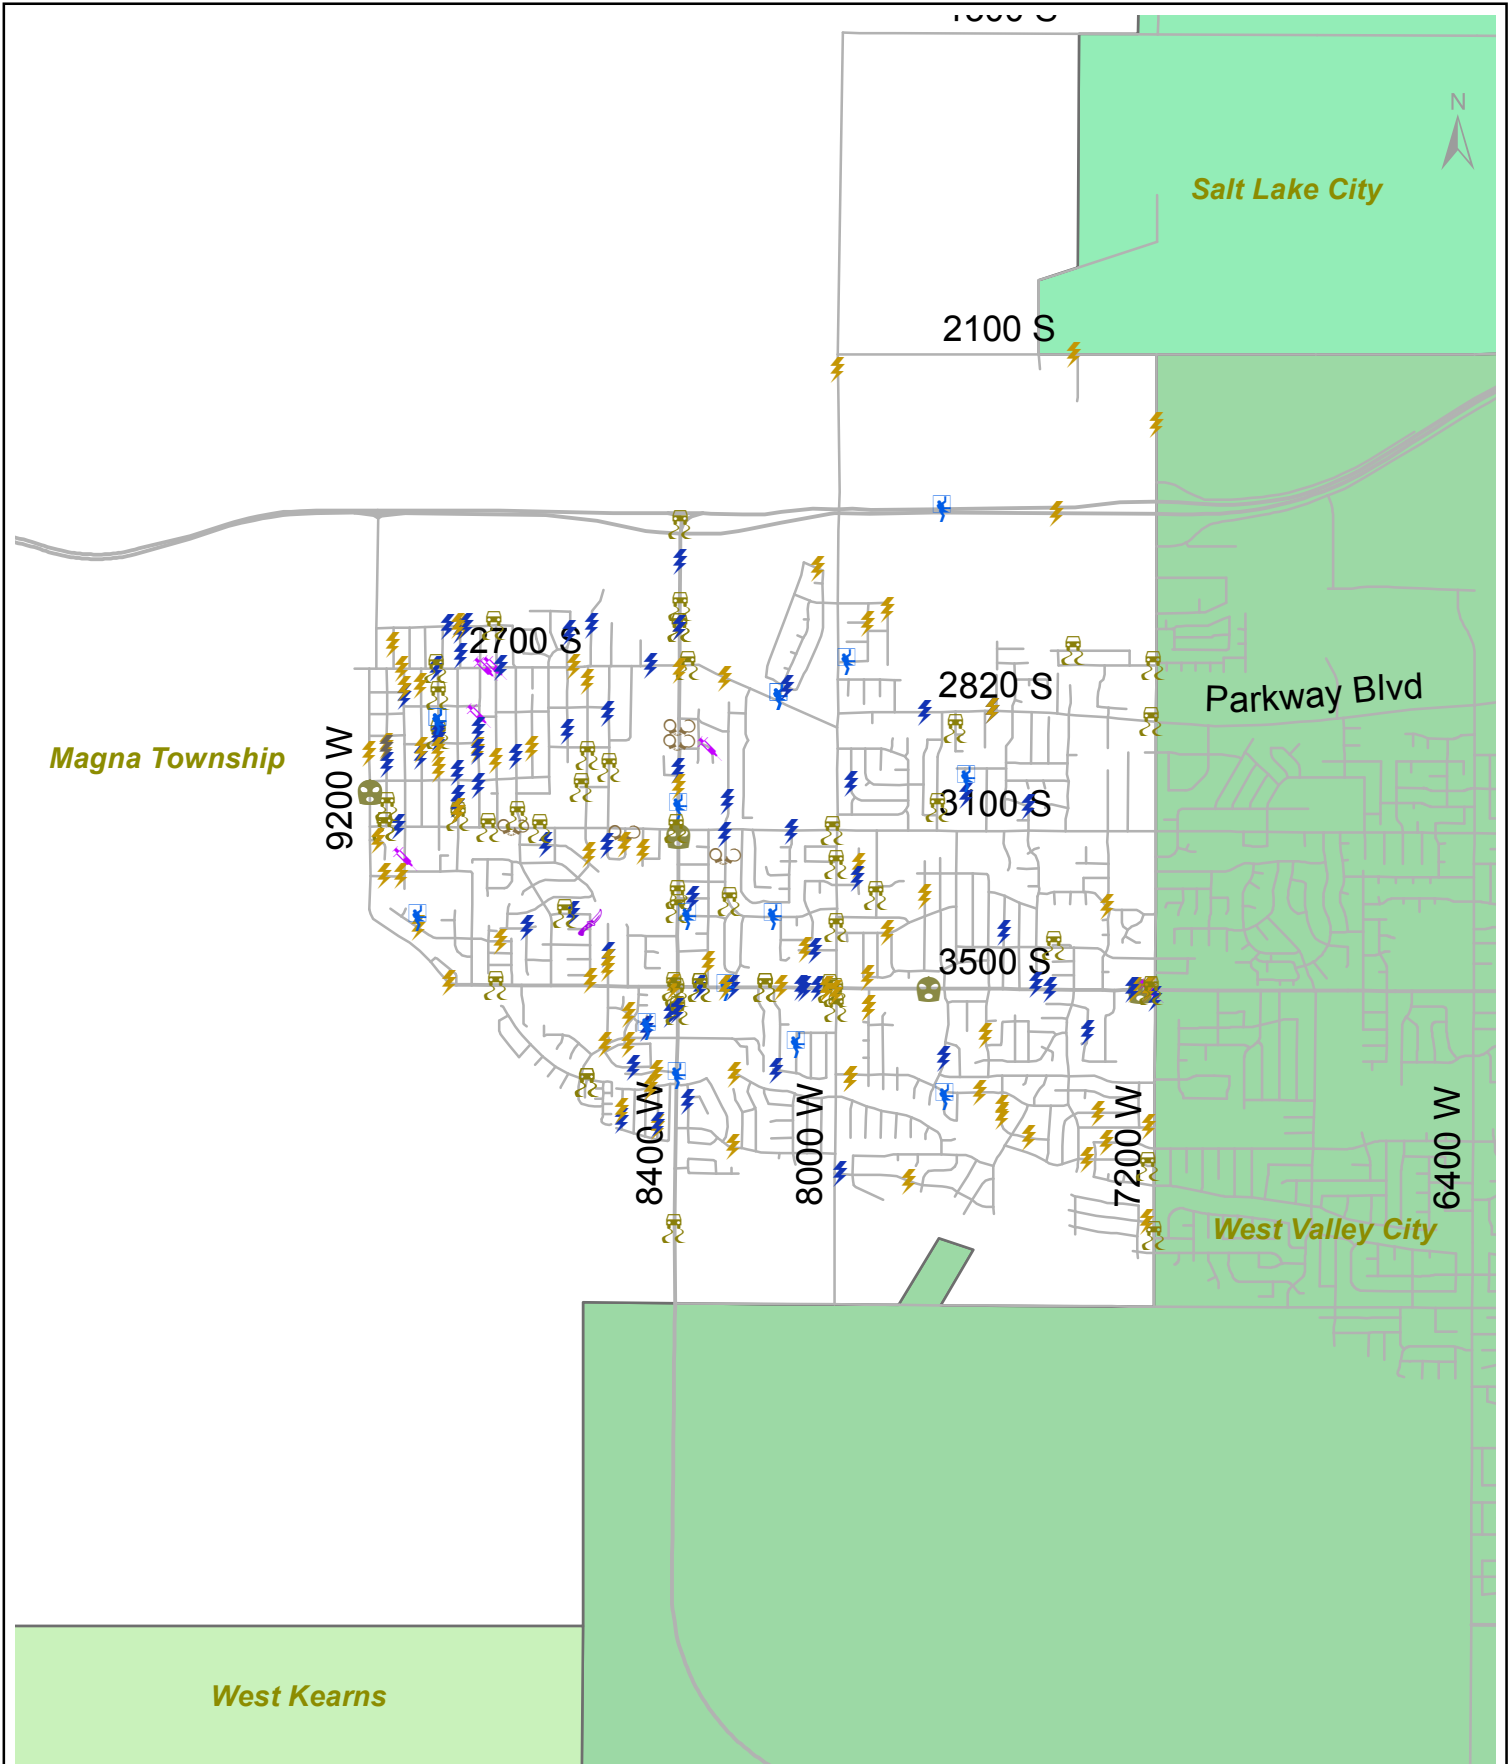 N
Salt Lake City
2100 S
2700 S
2820 S
Parkway Blvd
Magna Township
9200 W
3100 S
3500 S
8400 W
8000 W
7200 W
6400 W
West Valley City
West Kearns